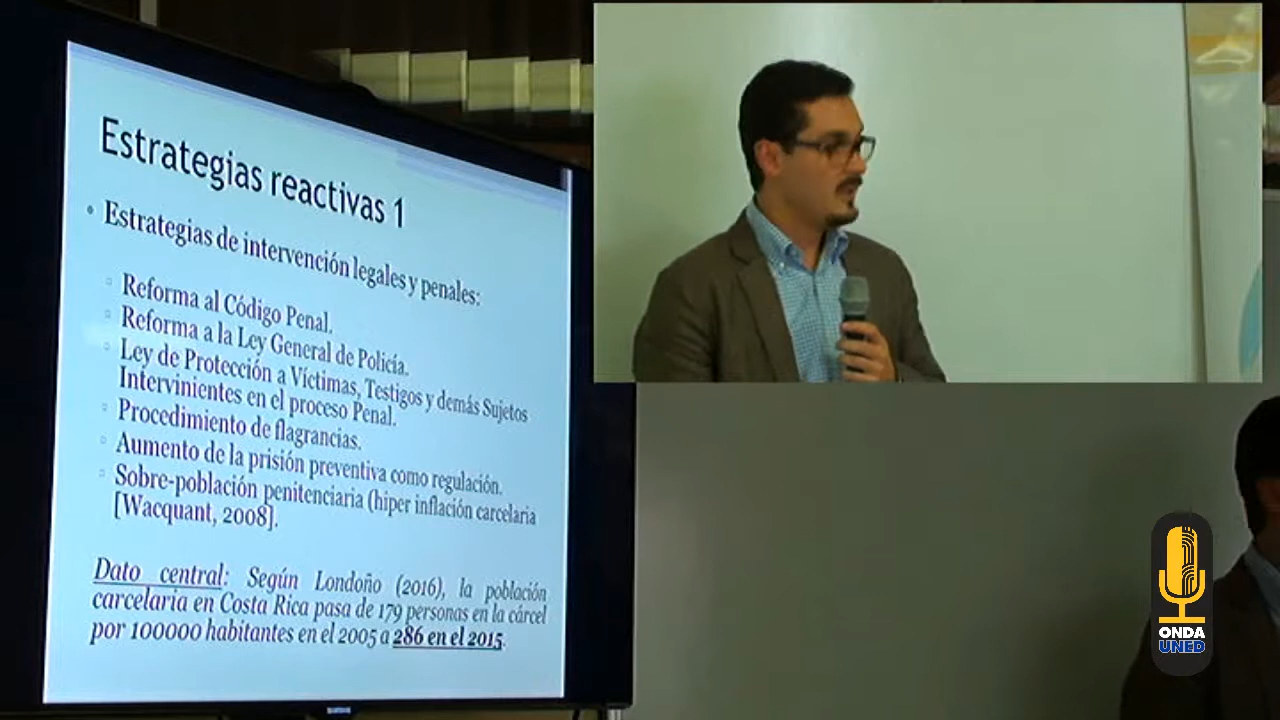 Estrategias reactivas 1
Estrategias de intervención legales y penales:
Reforma al Código Penal.
Reforma a la Ley General de Policía.
Ley de Protección a Víctimas, Testigos y demás Sujetos
Intervinientes en el proceso Penal.
Procedimiento de flagrancias.
Aumento de la prisión preventiva como regulación.
Sobre-población penitenciaria (hiper inflación carcelaria
[Wacquant, 2008].
Dato central: Según Londoño (2016), la población
carcelaria en Costa Rica pasa de 179 personas en la cárcel
por 100000 habitantes en el 2005 a 286 en el 2015.
ONDA
UNED